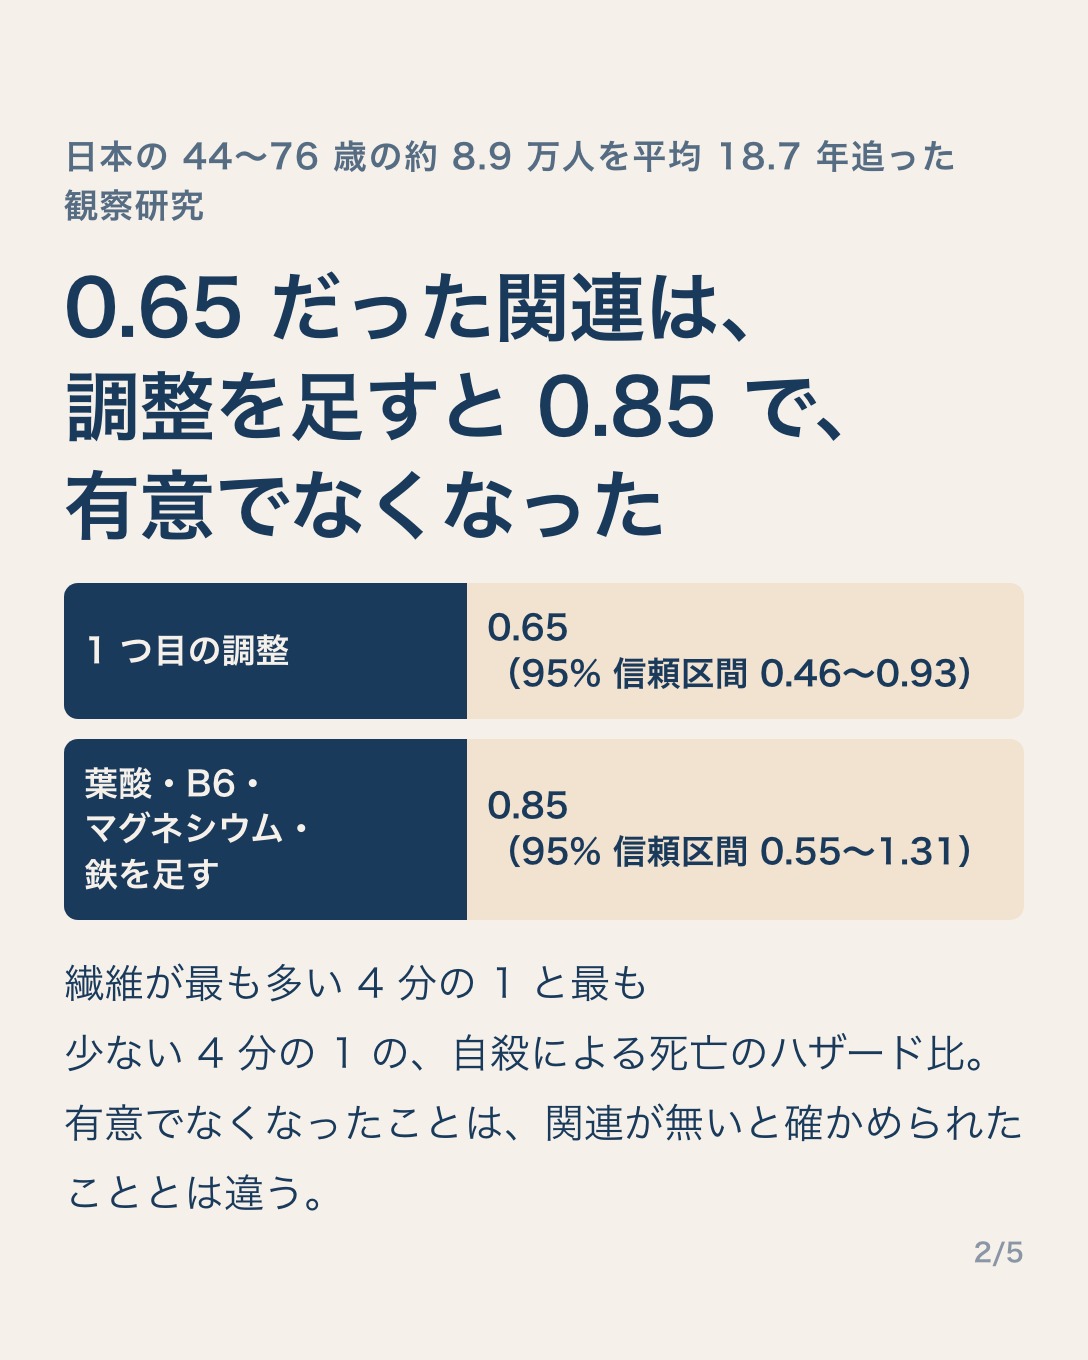 日本の 44〜76 歳の約 8.9 万人を平均 18.7 年追った
観察研究
0.65 だった関連は、
調整を足すと 0.85 で、
有意でなくなった
1 つ目の調整
0.65
（95% 信頼区間 0.46〜0.93）
葉酸・B6・
マグネシウム・
鉄を足す
0.85
（95% 信頼区間 0.55〜1.31）
繊維が最も多い 4 分の 1 と最も
少ない 4 分の 1 の、自殺による死亡のハザード比。
有意でなくなったことは、関連が無いと確かめられた
こととは違う。
2/5